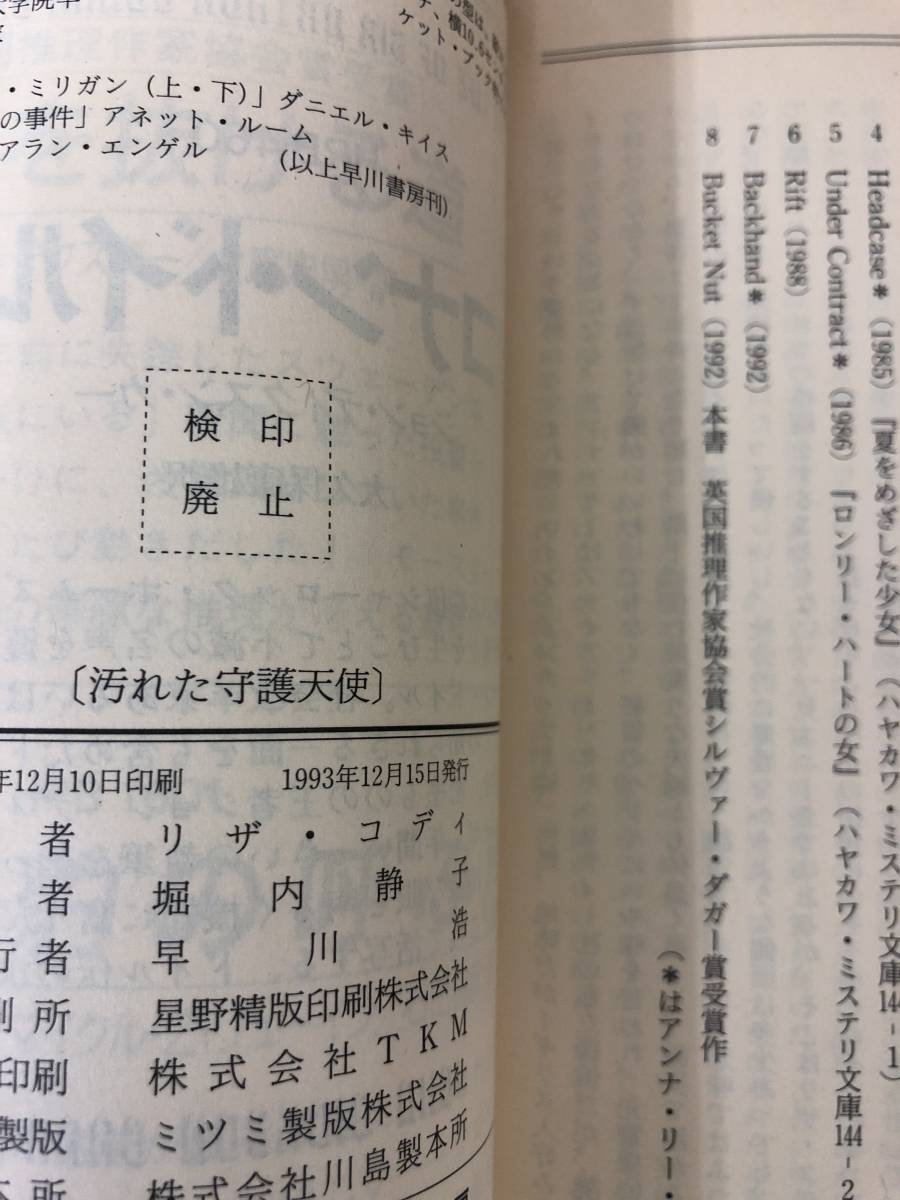 4 Headcase＊ (1985) 『夏をめざした少女』 (ハヤカワ・ミステリ文庫144-1)
5 Under Contract＊ (1986) 『ロンリー・ハートの女』 (ハヤカワ・ミステリ文庫144-2
6 Rift (1988)
7 Backhand＊ (1992)
8 Bucket Nut (1992) 本書 英国推理作家協会賞シルヴァー・ダガー賞受賞作
(＊はアンナ・リー・
・ミリガン（上・下）」ダニエル・キイス
の事件」アネット・ルーム
アラン・エンゲル （以上早川書房刊）
検印
廃止
〔汚れた守護天使〕
年12月10日印刷 1993年12月15日発行
者 リザ・コディ
者 堀内静子
行者 早川 浩
刷所 星野精版印刷株式会社
印刷 株式会社TKM
製版 ミツミ製版株式会社
本所 株式会社川島製本所